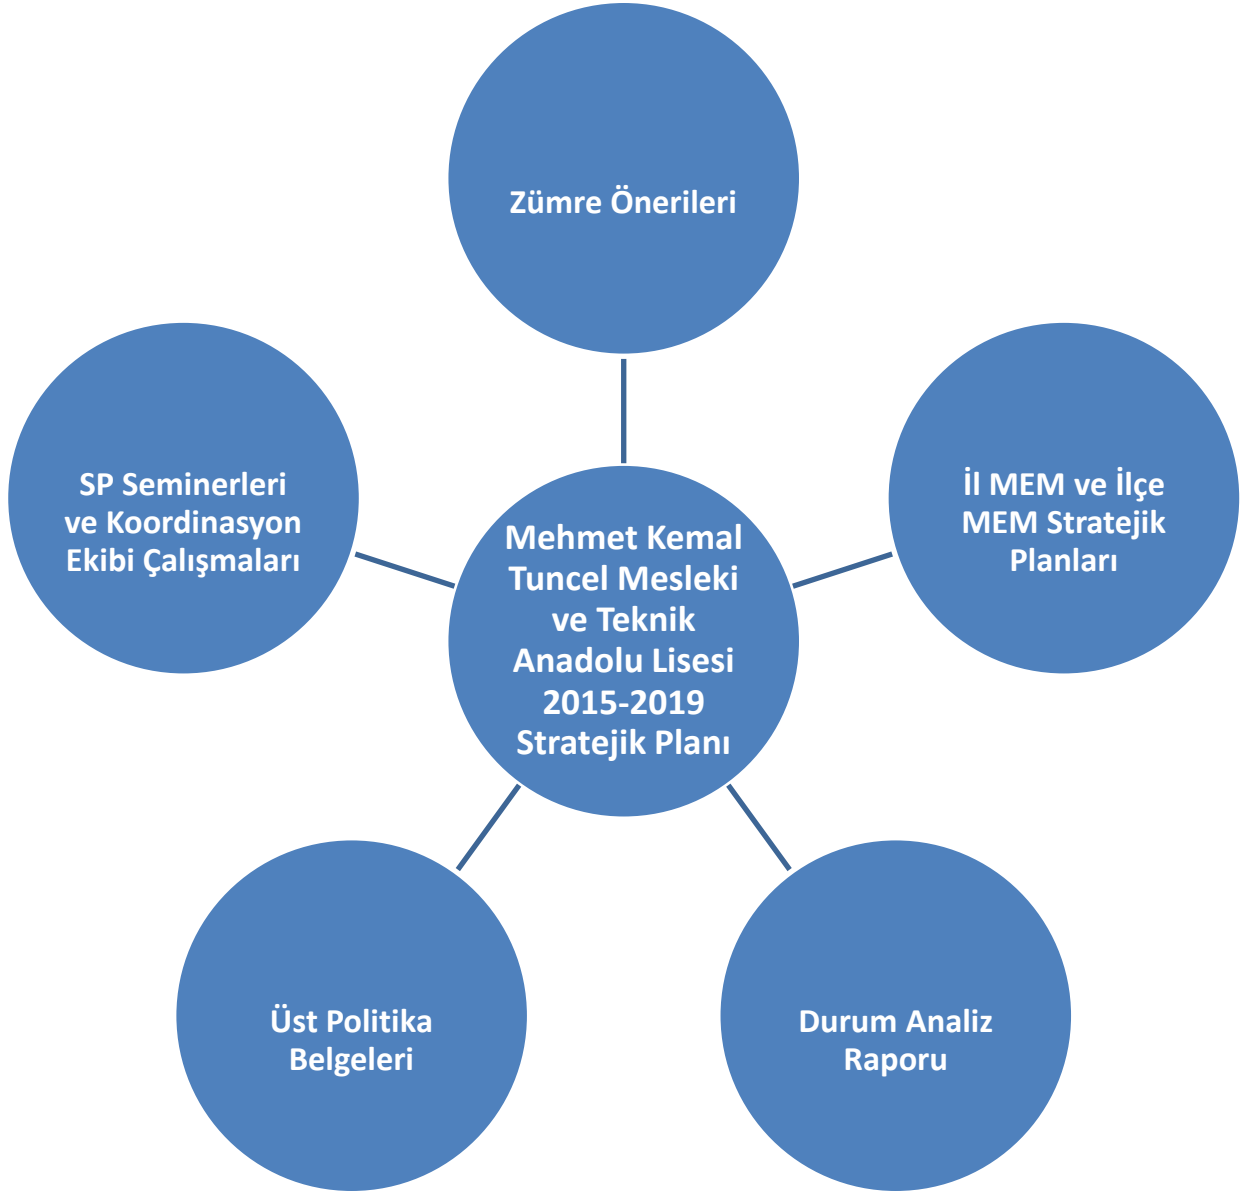 Zümre Önerileri
SP Seminerleri
ve Koordinasyon
Ekibi Çalışmaları
İl MEM ve İlçe
MEM Stratejik
Planları
Mehmet Kemal
Tuncel Mesleki
ve Teknik
Anadolu Lisesi
2015-2019
Stratejik Planı
Üst Politika
Belgeleri
Durum Analiz
Raporu